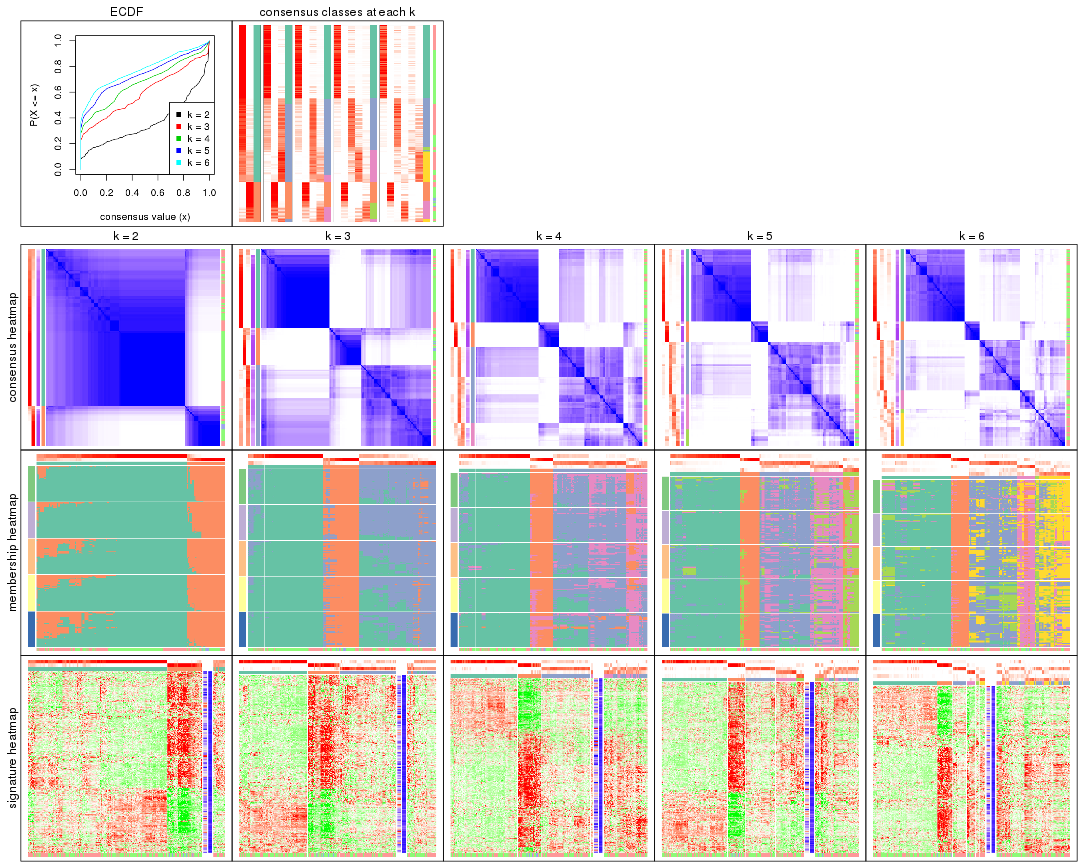 ECDF
consensus classes at each k
P(X <= x)
0.0
0.2
0.4
0.6
0.8
1.0
k = 2
k = 3
k = 4
k = 5
k = 6
0.0 0.2 0.4 0.6 0.8 1.0
consensus value (x)
k = 2
k = 3
k = 4
k = 5
k = 6
consensus heatmap
membership heatmap
signature heatmap